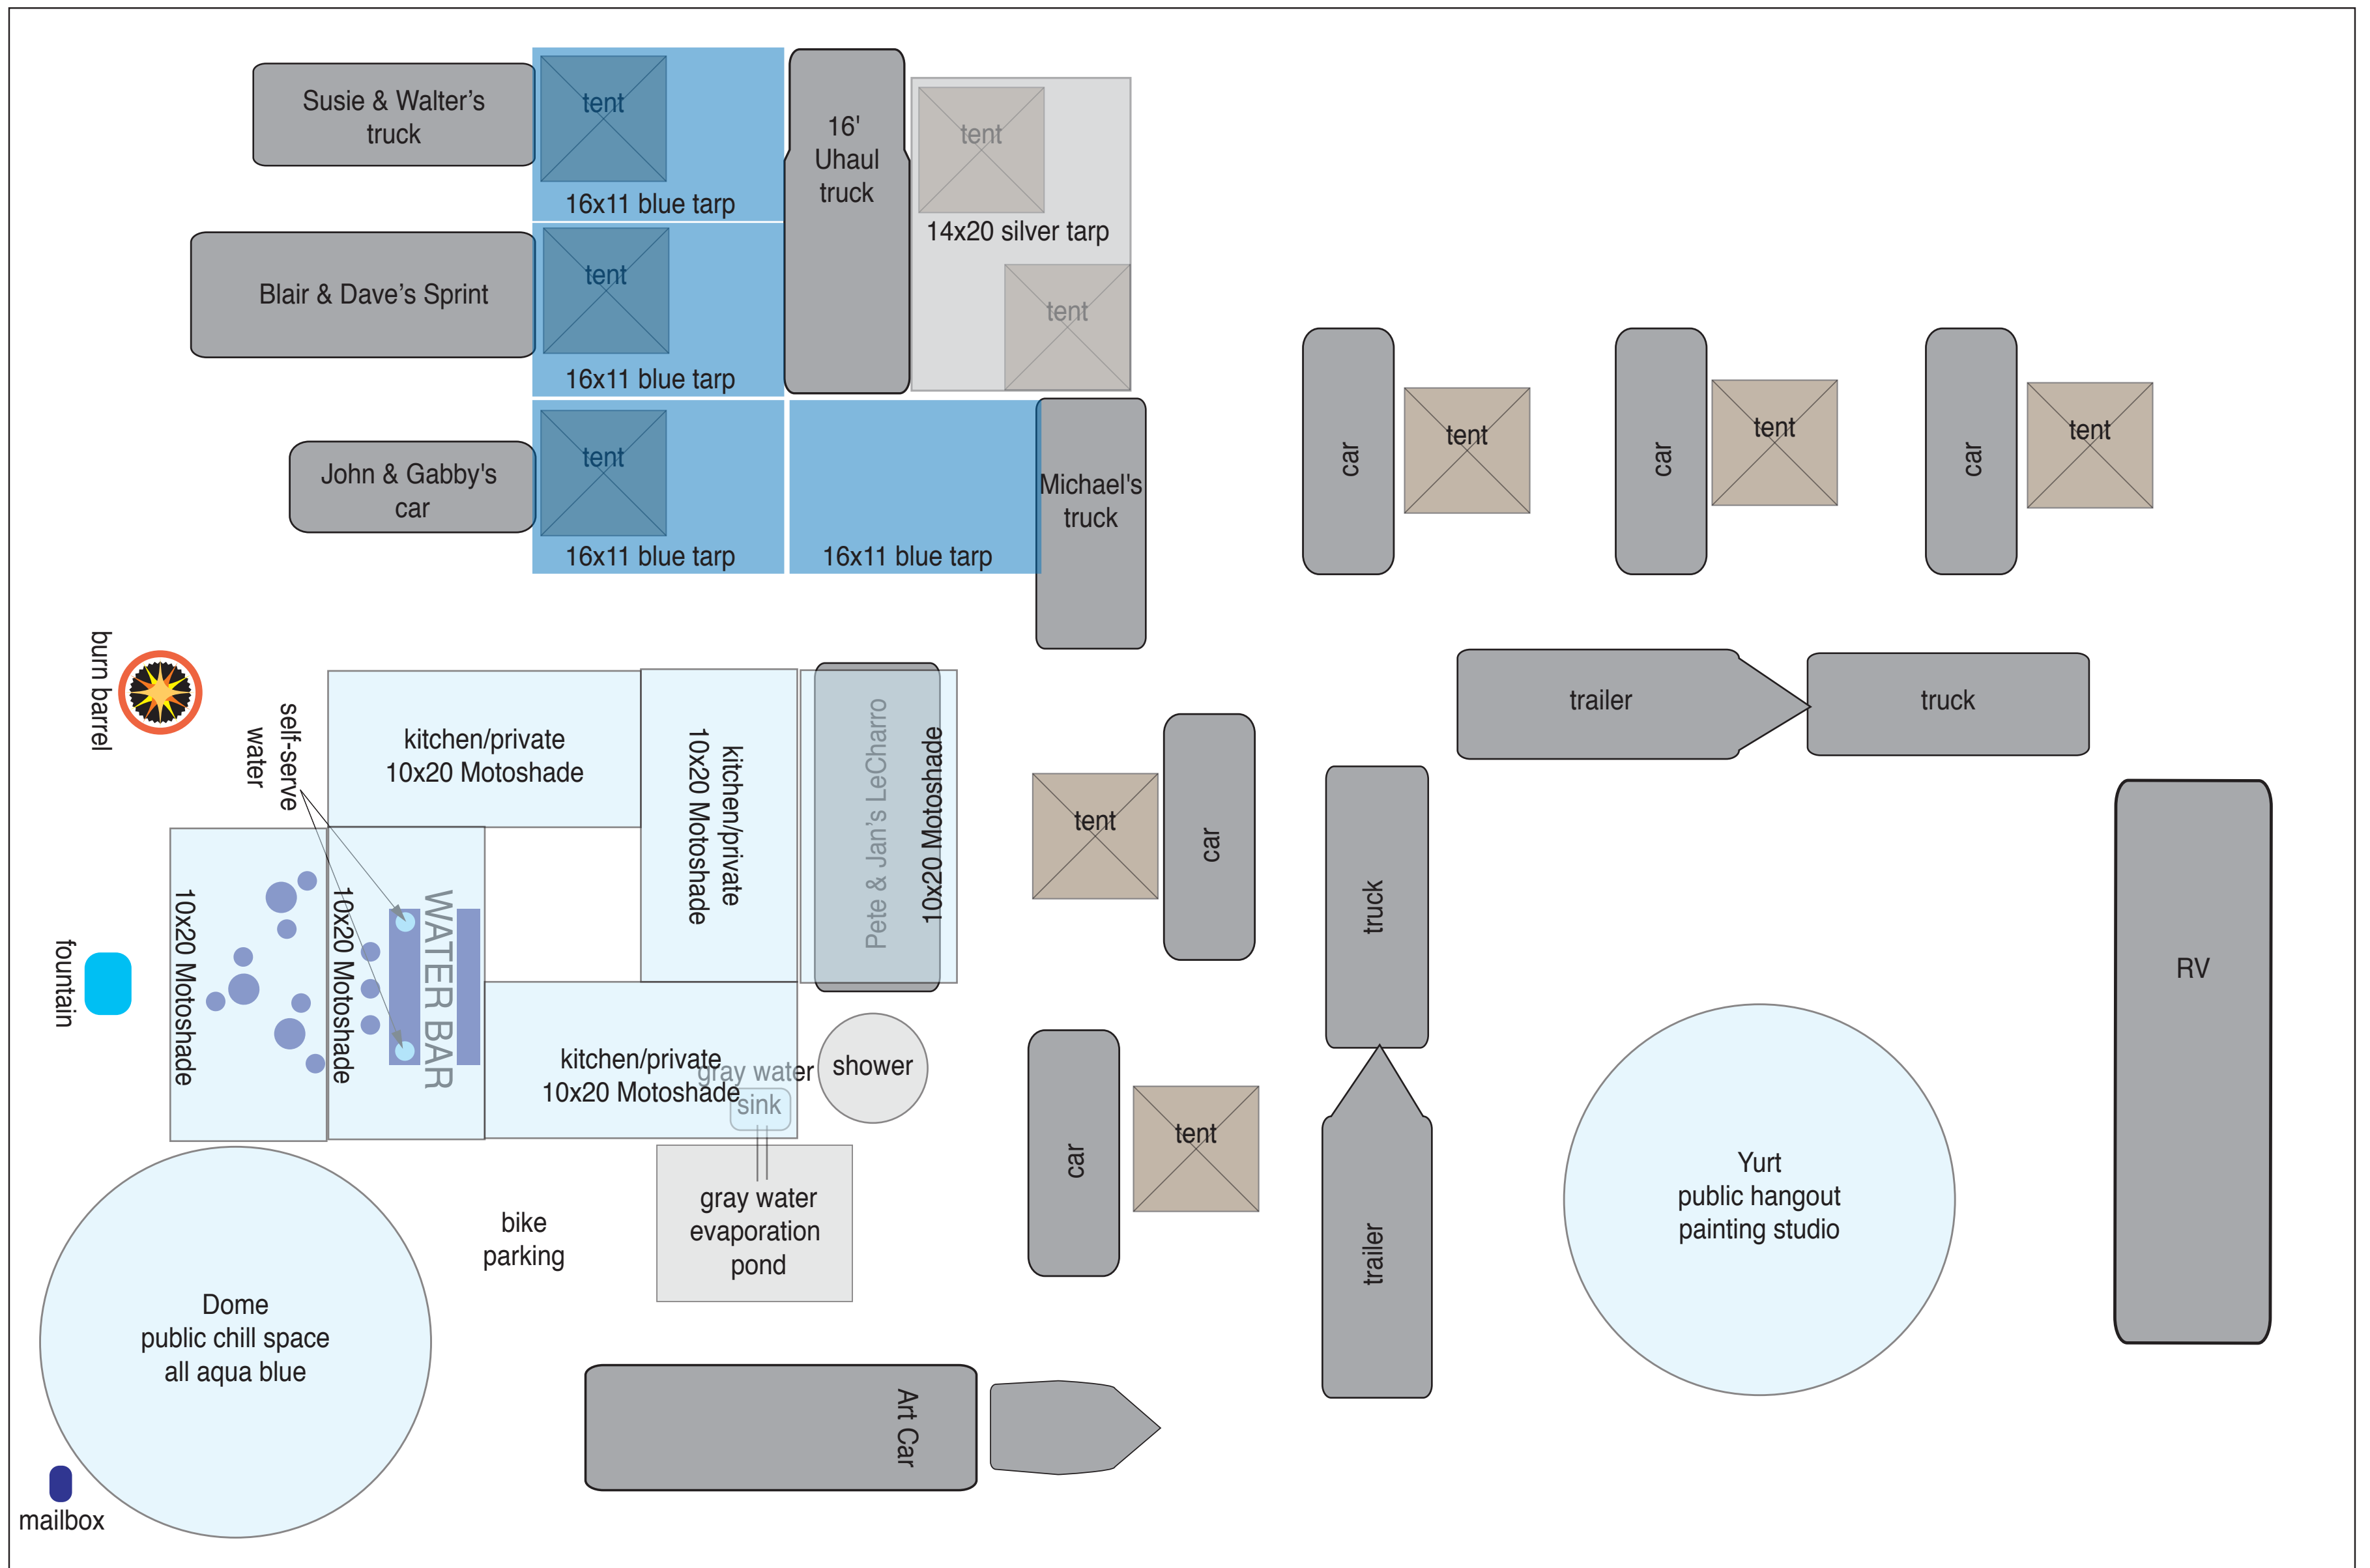 Susie & Walter’s
truck
tent
16x11 blue tarp
16'
Uhaul
truck
tent
14x20 silver tarp
tent
Blair & Dave’s Sprint
tent
16x11 blue tarp
John & Gabby's
car
tent
16x11 blue tarp
16x11 blue tarp
Michael's
truck
car
tent
car
tent
car
tent
burn barrel
self-serve
water
kitchen/private
10x20 Motoshade
kitchen/private
10x20 Motoshade
Pete & Jan’s LeCharro
10x20 Motoshade
tent
car
trailer
truck
truck
trailer
RV
fountain
10x20 Motoshade
10x20 Motoshade
WATER BAR
kitchen/private
10x20 Motoshade
gray water
sink
shower
car
tent
gray water
evaporation
pond
bike
parking
Dome
public chill space
all aqua blue
Yurt
public hangout
painting studio
Art Car
mailbox